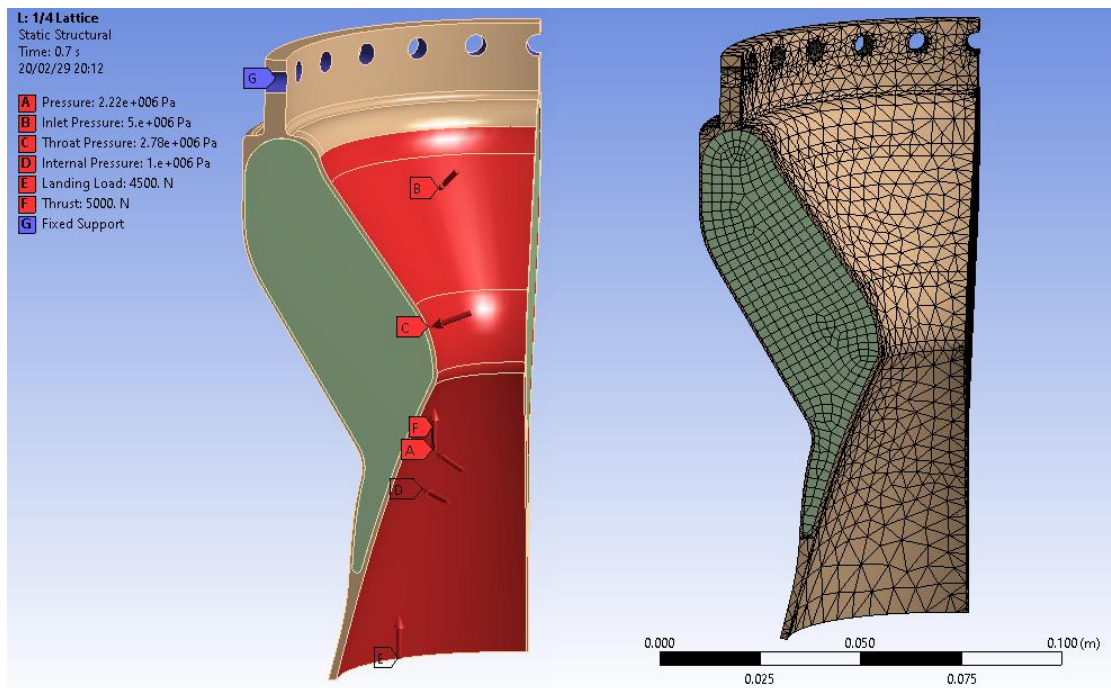 L: 1/4 Lattice
Static Structural
Time: 0.7 s
20/02/29 20:12
A Pressure: 2.22e+006 Pa
B Inlet Pressure: 5.e+006 Pa
C Throat Pressure: 2.78e+006 Pa
D Internal Pressure: 1.e+006 Pa
E Landing Load: 4500. N
F Thrust: 5000. N
G Fixed Support
G
B
C
F
A
D
E
0.000 0.050 0.100 (m)
0.025 0.075